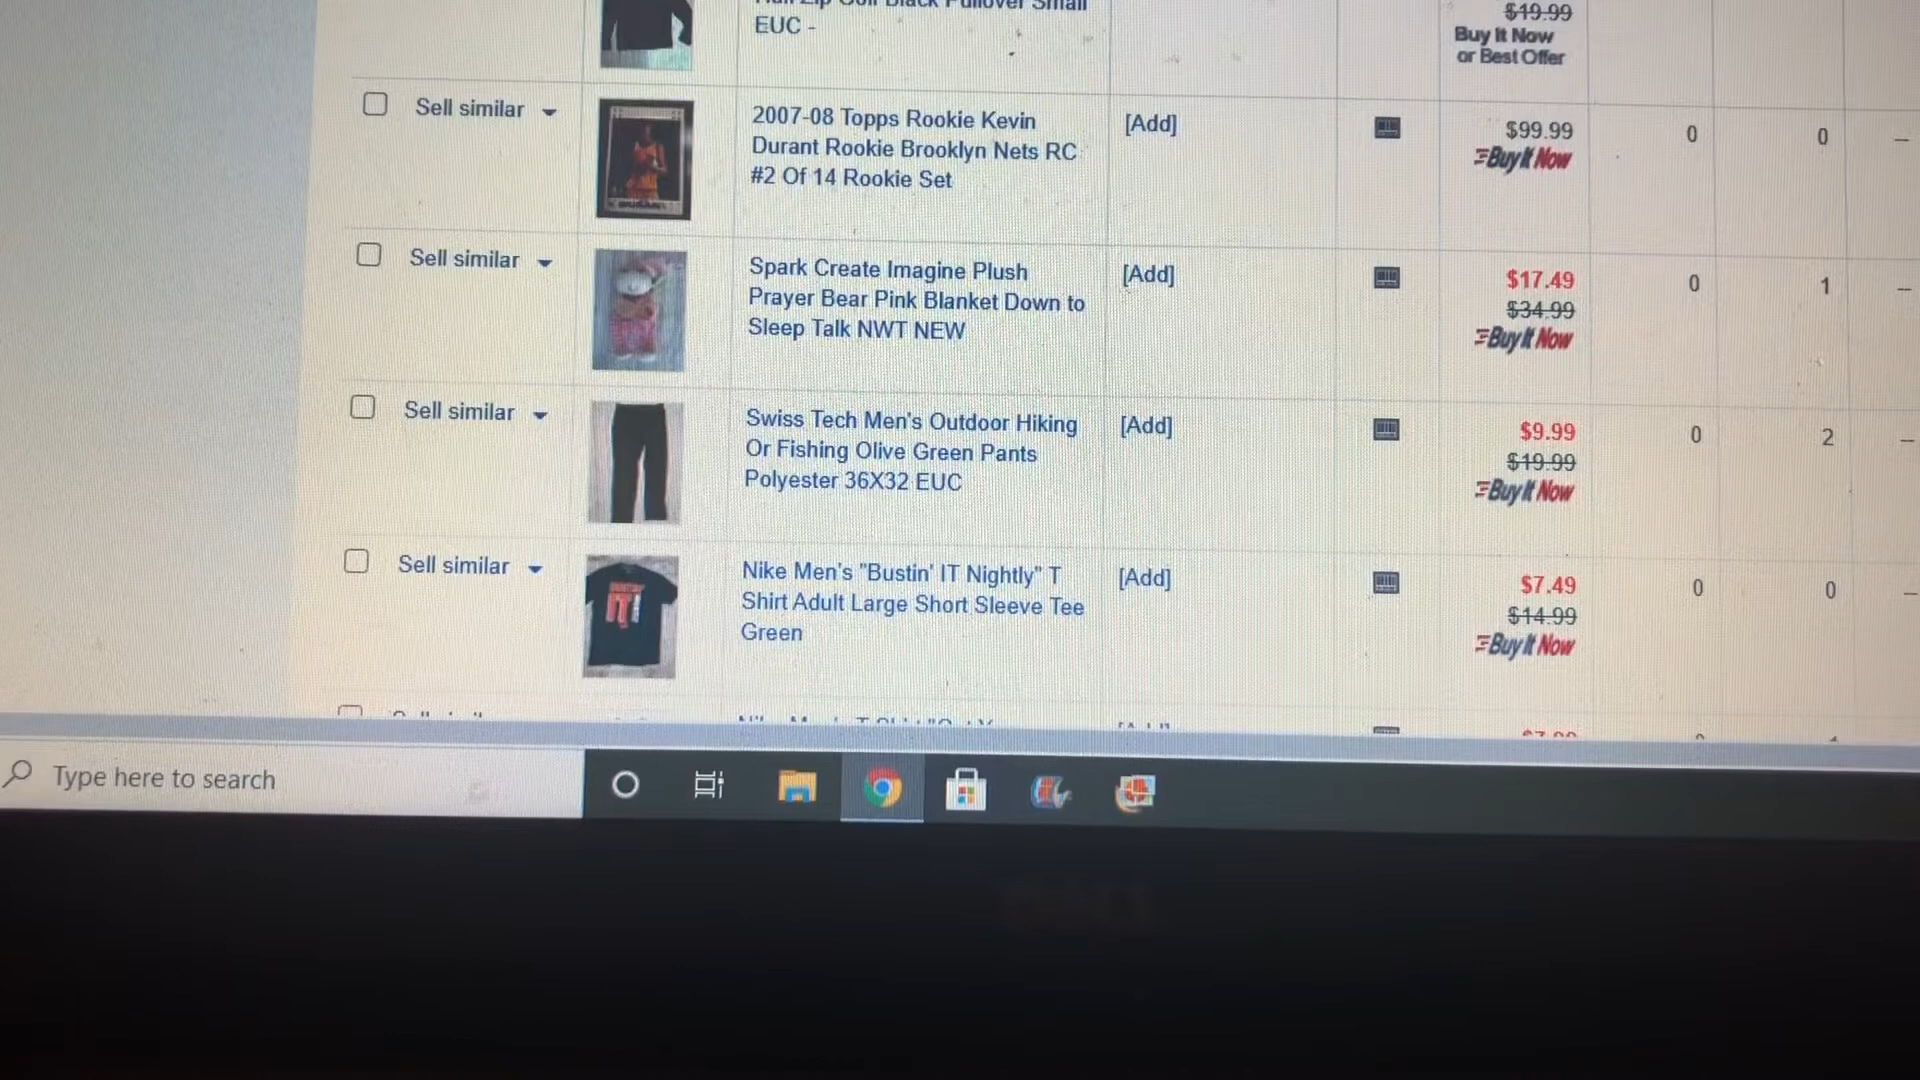 EUC -
$19.99
Buy It Now
or Best Offer
Sell similar
2007-08 Topps Rookie Kevin
Durant Rookie Brooklyn Nets RC
#2 Of 14 Rookie Set
[Add]
$99.99
Buy It Now
0
0
--
Sell similar
Spark Create Imagine Plush
Prayer Bear Pink Blanket Down to
Sleep Talk NWT NEW
[Add]
$17.49
$34.99
Buy It Now
0
1
--
Sell similar
Swiss Tech Men's Outdoor Hiking
Or Fishing Olive Green Pants
Polyester 36X32 EUC
[Add]
$9.99
$19.99
Buy It Now
0
2
--
Sell similar
Nike Men's "Bustin' IT Nightly" T
Shirt Adult Large Short Sleeve Tee
Green
[Add]
$7.49
$14.99
Buy It Now
0
0
--
Type here to search